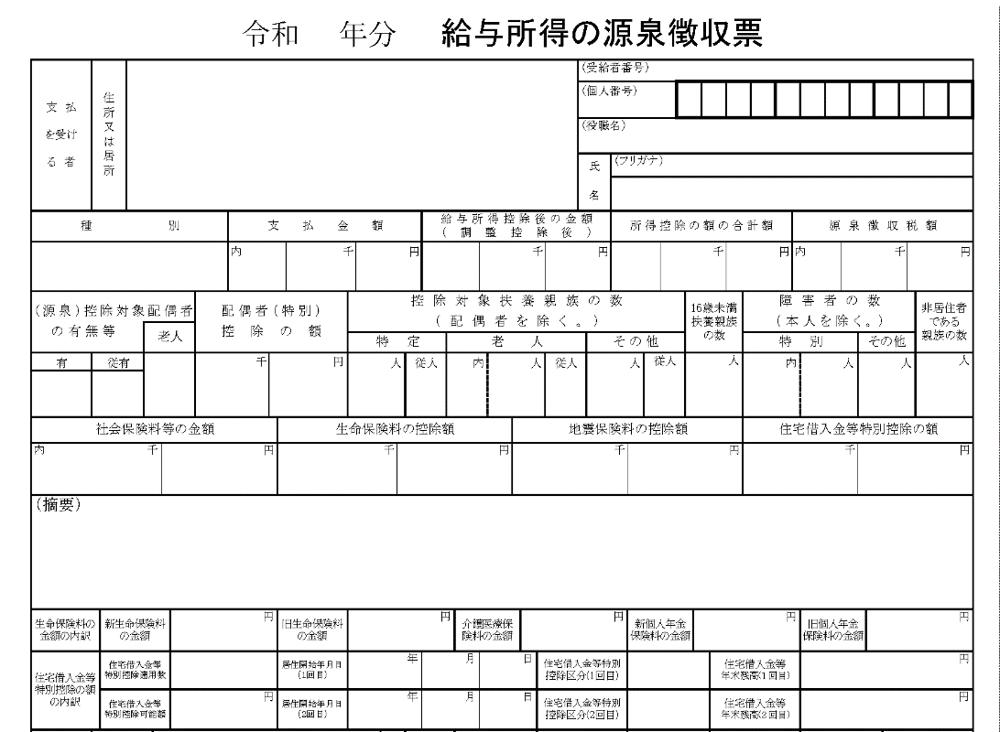 令和 年分 給与所得の源泉徴収票
支払を受ける者
住所又は居所
(受給者番号)
(個人番号)
(役職名)
氏名
(フリガナ)
種別
支払金額
給与所得控除後の金額
(調整控除後)
所得控除の額の合計額
源泉徴収税額
内 千 円 千 円 千 円 内 千 円
(源泉)控除対象配偶者
の有無等
老人
配偶者(特別)
控除の額
控除対象扶養親族の数
(配偶者を除く。)
16歳未満
扶養親族
の数
障害者の数
(本人を除く。)
非居住者
である
親族の数
特定 老人 その他 特別 その他
有 従有 千 円 人 従人 内 人 従人 人 従人 人 内 人 人 人
社会保険料等の金額 生命保険料の控除額 地震保険料の控除額 住宅借入金等特別控除の額
内 千 円 千 円 千 円 千 円
(摘要)
生命保険料の
金額の内訳
新生命保険料
の金額
円
旧生命保険料
の金額
円
介護医療保
険料の金額
円
新個人年金
保険料の金額
円
旧個人年金
保険料の金額
円
住宅借入金等
特別控除の額
の内訳
住宅借入金等
特別控除適用数
居住開始年月日
(1回目)
年 月 日
住宅借入金等特別
控除区分(1回目)
住宅借入金等
年末残高(1回目)
円
住宅借入金等
特別控除可能額
円
居住開始年月日
(2回目)
年 月 日
住宅借入金等特別
控除区分(2回目)
住宅借入金等
年末残高(2回目)
円